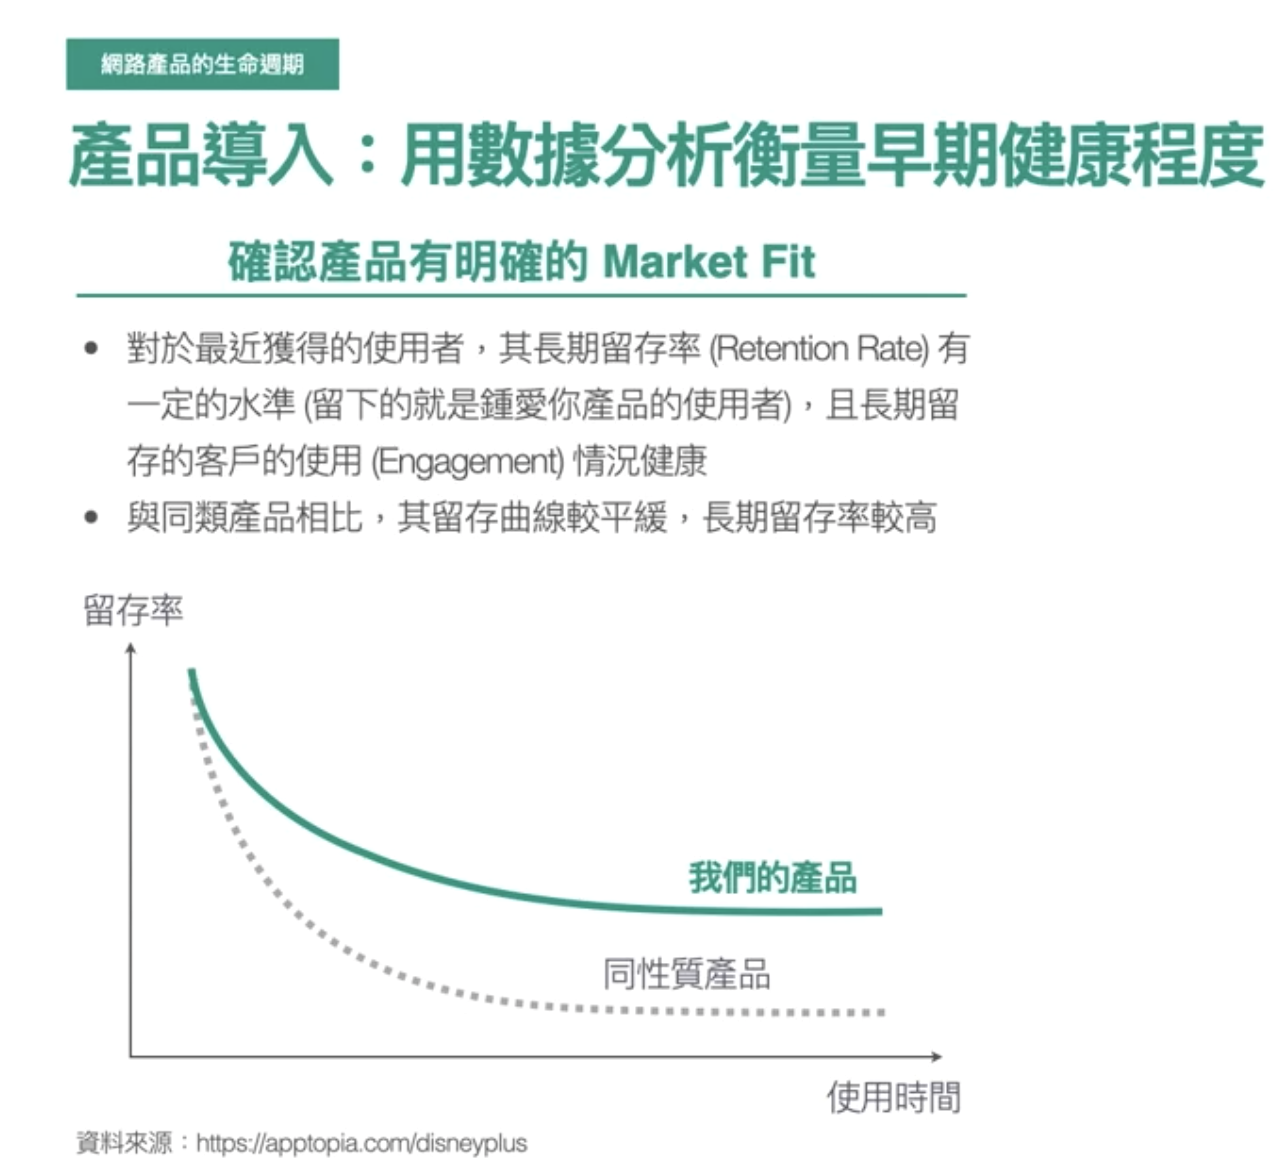 網路產品的生命週期
產品導入：用數據分析衡量早期健康程度
確認產品有明確的 Market Fit
• 對於最近獲得的使用者，其長期留存率 (Retention Rate) 有
一定的水準 (留下的就是鍾愛你產品的使用者)，且長期留
存的客戶的使用 (Engagement) 情況健康
• 與同類產品相比，其留存曲線較平緩，長期留存率較高
留存率
我們的產品
同性質產品
使用時間
資料來源：https://apptopia.com/disneyplus